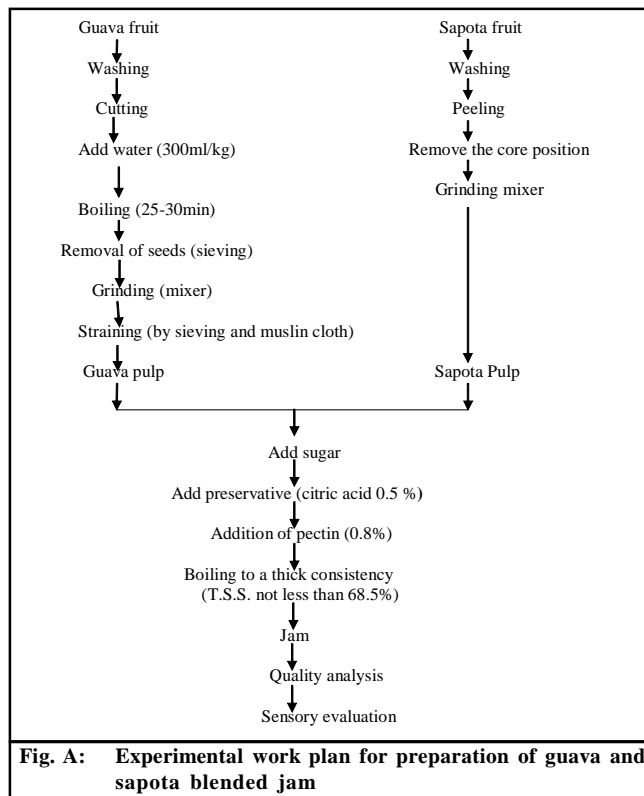 Guava fruit
Washing
Cutting
Add water (300ml/kg)
Boiling (25-30min)
Removal of seeds (sieving)
Grinding (mixer)
Straining (by sieving and muslin cloth)
Guava pulp
Sapota fruit
Washing
Peeling
Remove the core position
Grinding mixer
Sapota Pulp
Add sugar
Add preservative (citric acid 0.5 %)
Addition of pectin (0.8%)
Boiling to a thick consistency
(T.S.S. not less than 68.5%)
Jam
Quality analysis
Sensory evaluation
Fig. A: Experimental work plan for preparation of guava and
sapota blended jam